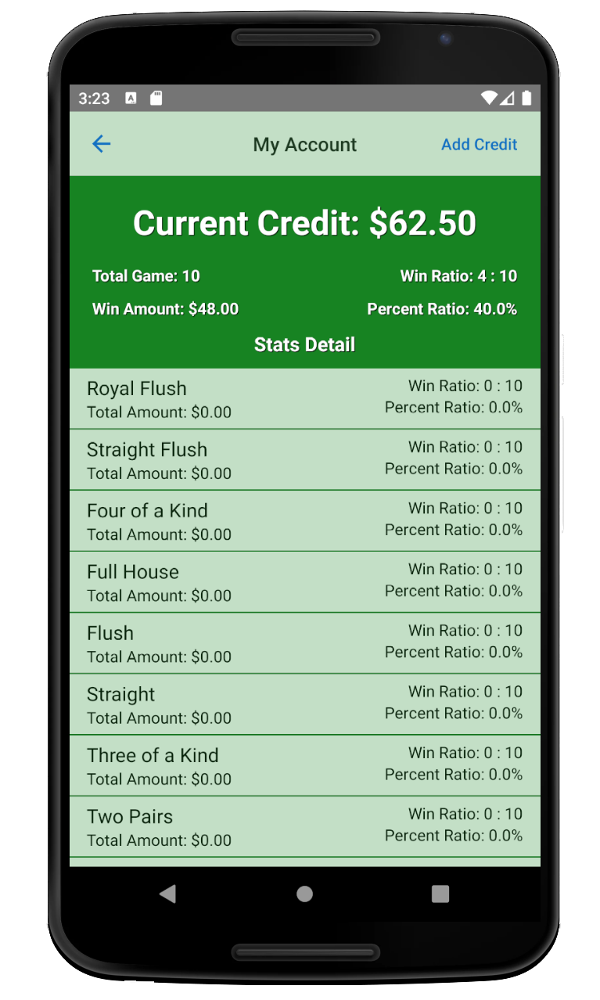 3:23
My Account
Add Credit
Current Credit: $62.50
Total Game: 10
Win Ratio: 4 : 10
Win Amount: $48.00
Percent Ratio: 40.0%
Stats Detail
Royal Flush
Win Ratio: 0 : 10
Total Amount: $0.00
Percent Ratio: 0.0%
Straight Flush
Win Ratio: 0 : 10
Total Amount: $0.00
Percent Ratio: 0.0%
Four of a Kind
Win Ratio: 0 : 10
Total Amount: $0.00
Percent Ratio: 0.0%
Full House
Win Ratio: 0 : 10
Total Amount: $0.00
Percent Ratio: 0.0%
Flush
Win Ratio: 0 : 10
Total Amount: $0.00
Percent Ratio: 0.0%
Straight
Win Ratio: 0 : 10
Total Amount: $0.00
Percent Ratio: 0.0%
Three of a Kind
Win Ratio: 0 : 10
Total Amount: $0.00
Percent Ratio: 0.0%
Two Pairs
Win Ratio: 0 : 10
Total Amount: $0.00
Percent Ratio: 0.0%